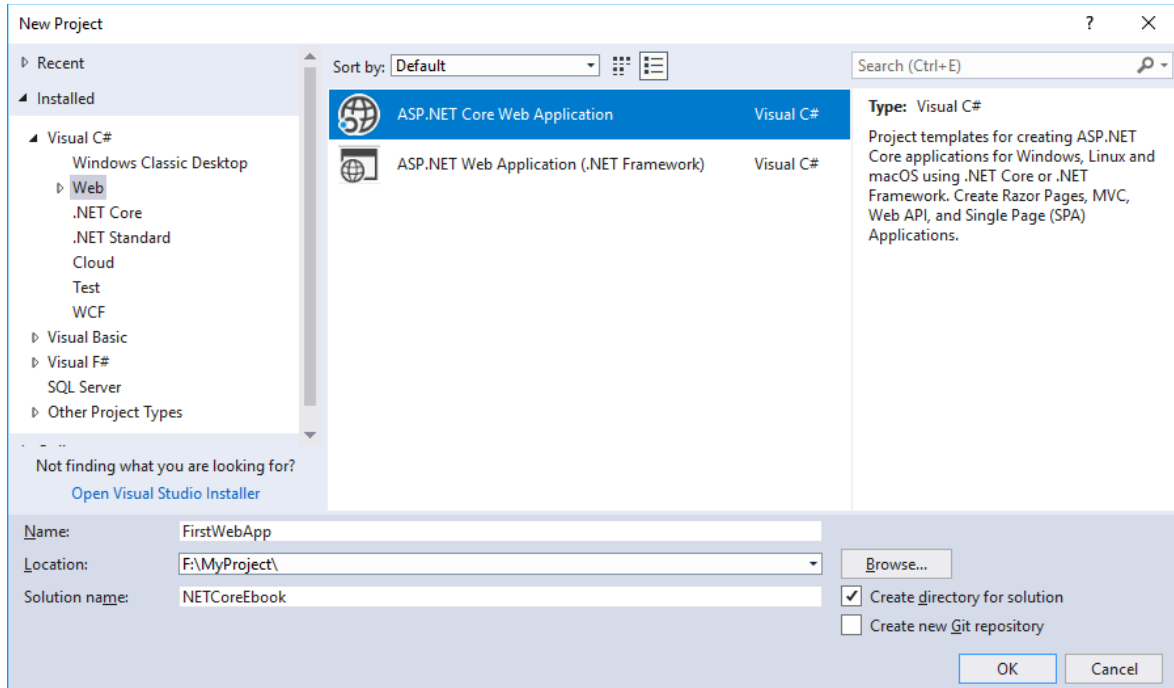 New Project
?
Recent
Installed
Visual C#
Windows Classic Desktop
Web
.NET Core
.NET Standard
Cloud
Test
WCF
Visual Basic
Visual F#
SQL Server
Other Project Types
Not finding what you are looking for?
Open Visual Studio Installer
Sort by: Default
ASP.NET Core Web Application Visual C#
ASP.NET Web Application (.NET Framework) Visual C#
Search (Ctrl+E)
Type: Visual C#
Project templates for creating ASP.NET
Core applications for Windows, Linux and
macOS using .NET Core or .NET
Framework. Create Razor Pages, MVC,
Web API, and Single Page (SPA)
Applications.
Name: FirstWebApp
Location: F:\MyProject\ Browse...
Solution name: NETCoreEbook
Create directory for solution
Create new Git repository
OK Cancel